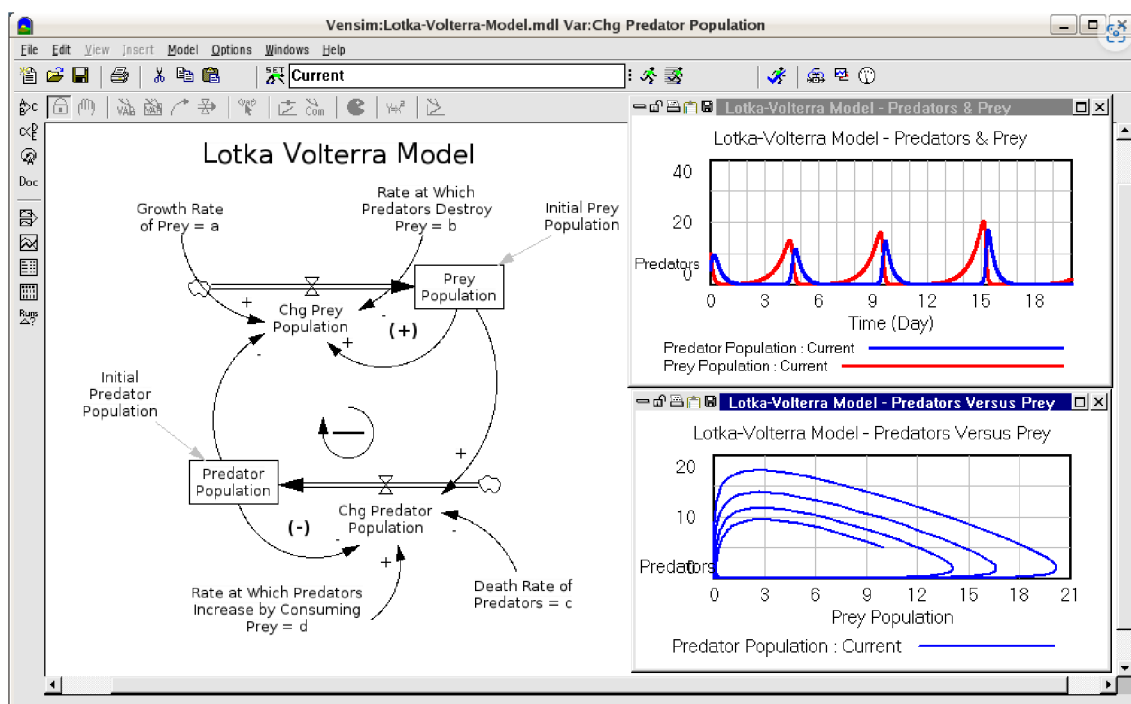 Vensim:Lotka-Volterra-Model.mdl Var:Chg Predator Population
File Edit View Insert Model Options Windows Help
SET Current
Doc
Runs
Lotka Volterra Model
Growth Rate
of Prey = a
Rate at Which
Predators Destroy
Prey = b
Initial Prey
Population
Prey
Population
+
-
Chg Prey
Population
(+)
+
-
Initial
Predator
Population
+
Predator
Population
(-)
Chg Predator
Population
-
-
+
Rate at Which Predators
Increase by Consuming
Prey = d
Death Rate of
Predators = c
Lotka-Volterra Model - Predators & Prey
Lotka-Volterra Model - Predators & Prey
40
20
Predators
0
0 3 6 9 12 15 18
Time (Day)
Predator Population : Current
Prey Population : Current
Lotka-Volterra Model - Predators Versus Prey
Lotka-Volterra Model - Predators Versus Prey
20
10
Predators
0
0 3 6 9 12 15 18 21
Prey Population
Predator Population : Current